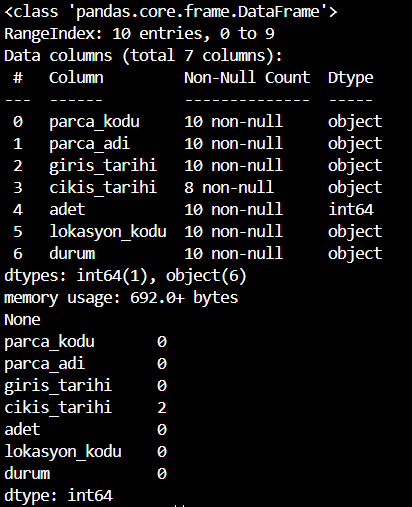 <class 'pandas.core.frame.DataFrame'>
RangeIndex: 10 entries, 0 to 9
Data columns (total 7 columns):
 #   Column         Non-Null Count  Dtype
---  ------         --------------  -----
 0   parca_kodu     10 non-null     object
 1   parca_adi      10 non-null     object
 2   giris_tarihi   10 non-null     object
 3   cikis_tarihi   8 non-null      object
 4   adet           10 non-null     int64
 5   lokasyon_kodu  10 non-null     object
 6   durum          10 non-null     object
dtypes: int64(1), object(6)
memory usage: 692.0+ bytes
None
parca_kodu       0
parca_adi        0
giris_tarihi     0
cikis_tarihi     2
adet             0
lokasyon_kodu    0
durum            0
dtype: int64